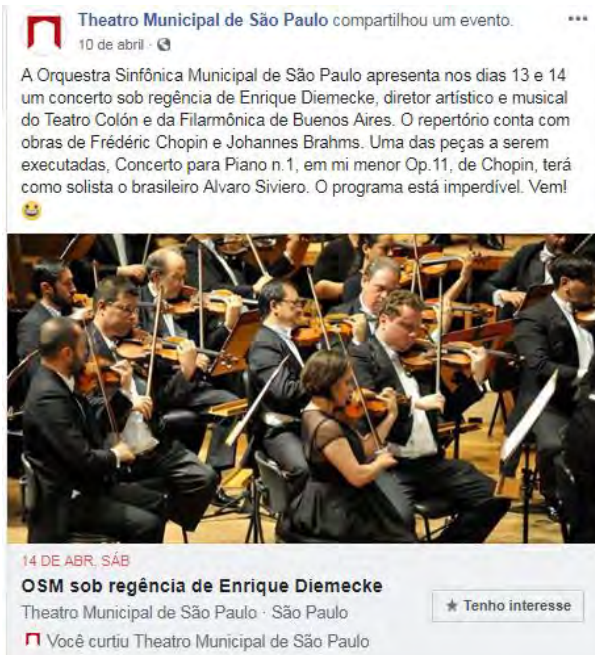 Theatro Municipal de São Paulo compartilhou um evento.
10 de abril ·
A Orquestra Sinfônica Municipal de São Paulo apresenta nos dias 13 e 14
um concerto sob regência de Enrique Diemecke, diretor artístico e musical
do Teatro Colón e da Filarmônica de Buenos Aires. O repertório conta com
obras de Frédéric Chopin e Johannes Brahms. Uma das peças a serem
executadas, Concerto para Piano n.1, em mi menor Op.11, de Chopin, terá
como solista o brasileiro Alvaro Siviero. O programa está imperdível. Vem!
14 DE ABR. SÁB
OSM sob regência de Enrique Diemecke
Theatro Municipal de São Paulo · São Paulo
Tenho interesse
Você curtiu Theatro Municipal de São Paulo